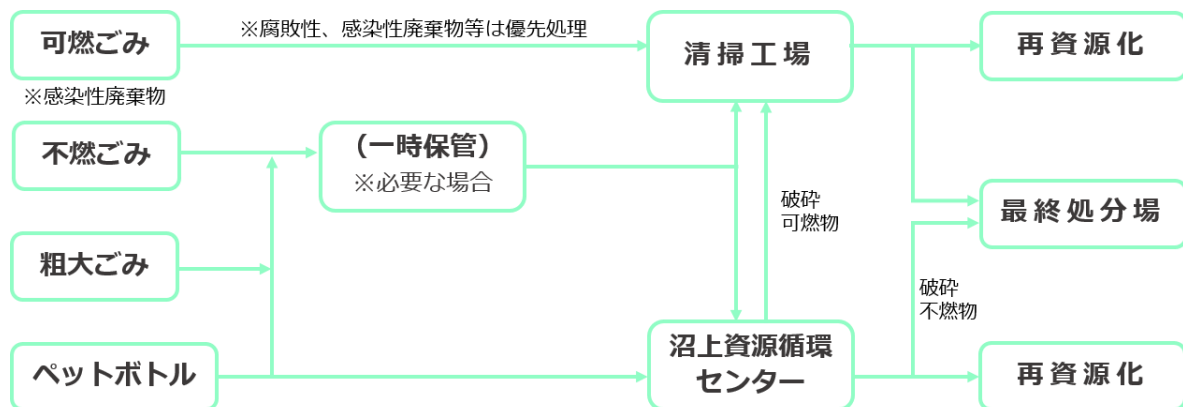 可燃ごみ
※腐敗性、感染性廃棄物等は優先処理
清掃工場
再資源化
※感染性廃棄物
不燃ごみ
(一時保管)
※必要な場合
破砕
可燃物
最終処分場
粗大ごみ
破砕
不燃物
ペットボトル
沼上資源循環
センター
再資源化